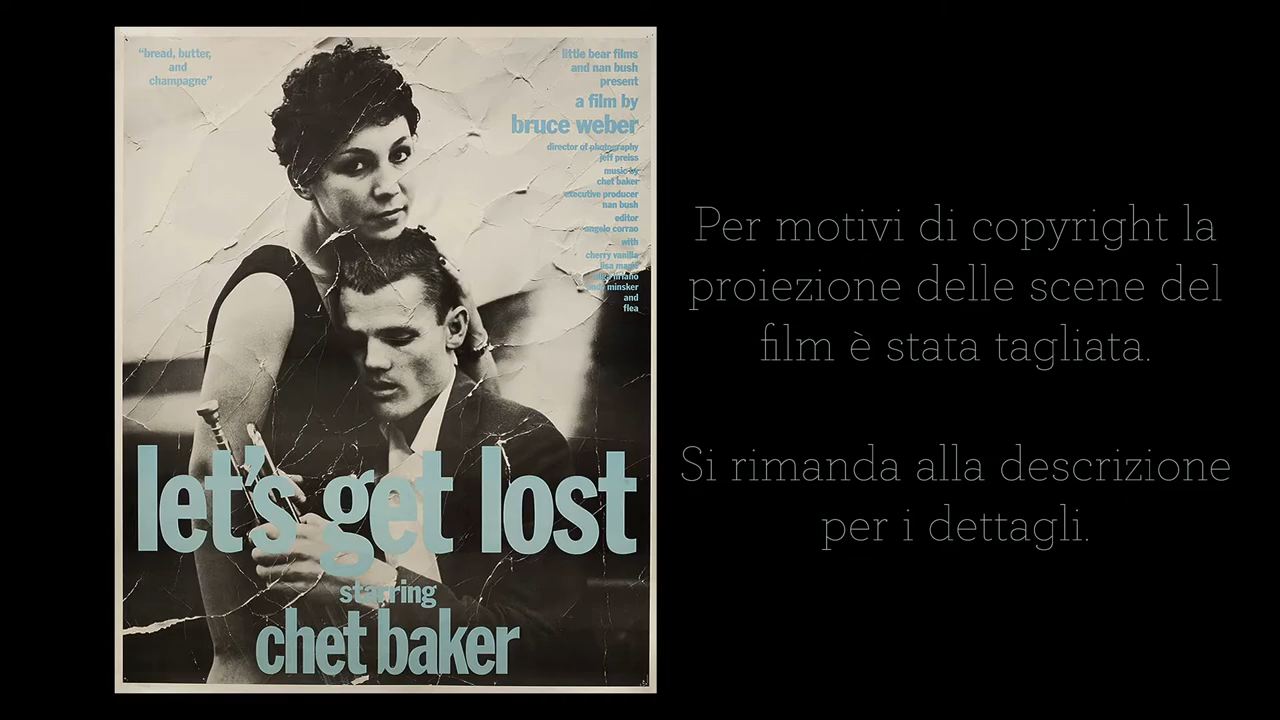 “bread, butter,
and
champagne”
little bear films
and nan bush
present
a film by
bruce weber
director of photography
jeff preiss
music by
chet baker
executive producer
nan bush
editor
angelo corrao
with
cherry vanilla
lisa marie
minsker
and
flea
let's get lost
starring
chet baker
Per motivi di copyright la
proiezione delle scene del
film è stata tagliata.
Si rimanda alla descrizione
per i dettagli.